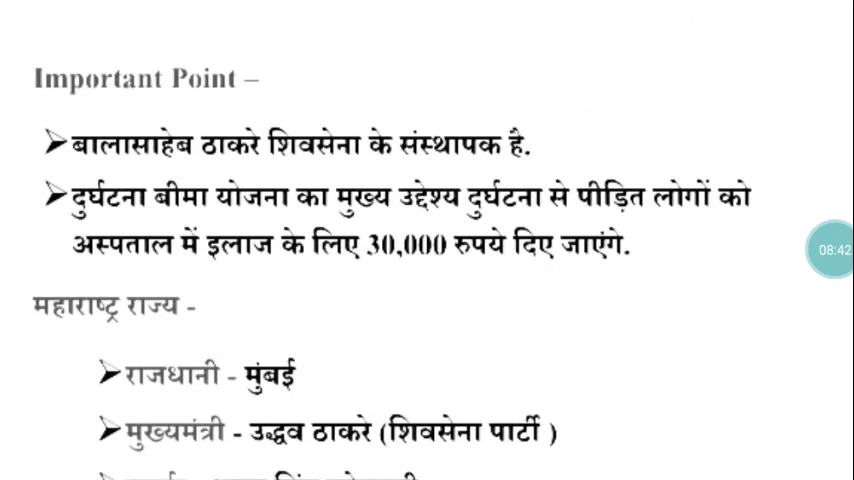 Important Point –
➢बालासाहेब ठाकरे शिवसेना के संस्थापक है.
➢दुर्घटना बीमा योजना का मुख्य उद्देश्य दुर्घटना से पीड़ित लोगों को
अस्पताल में इलाज के लिए 30,000 रुपये दिए जाएंगे.
08:42
महाराष्ट्र राज्य -
➢राजधानी - मुंबई
➢मुख्यमंत्री - उद्धव ठाकरे (शिवसेना पार्टी )